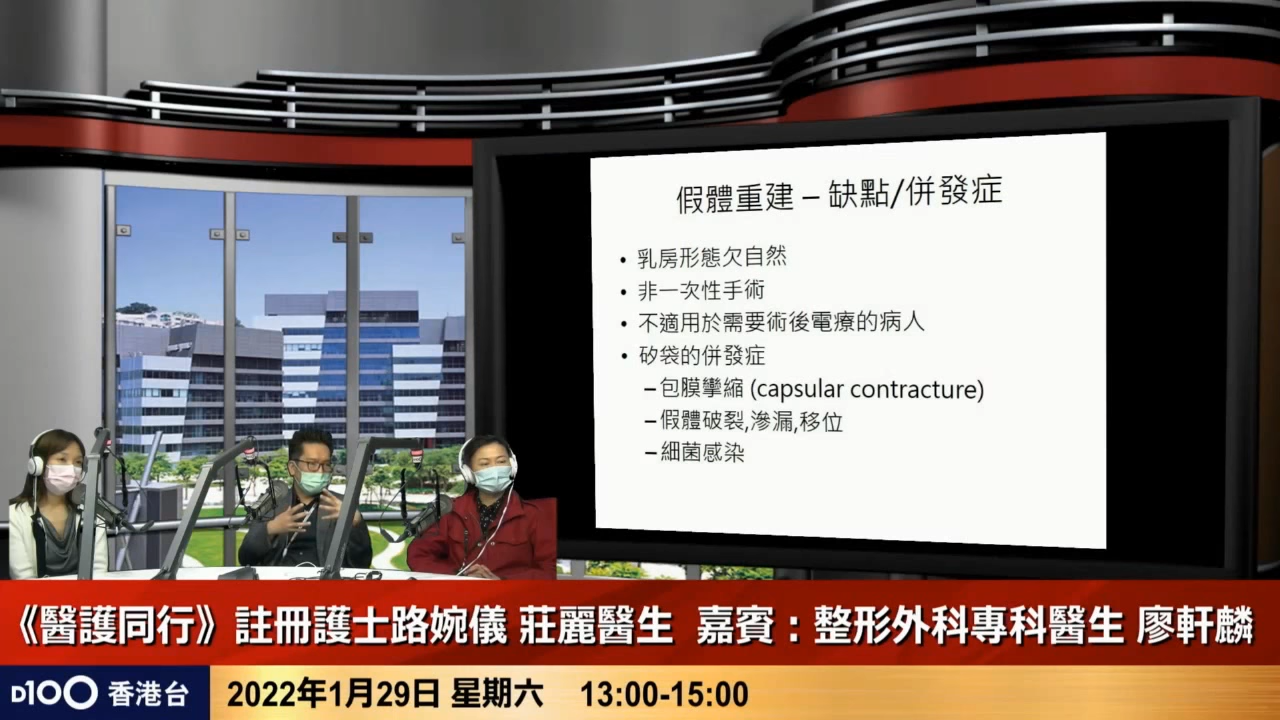 假體重建 – 缺點/併發症
• 乳房形態欠自然
• 非一次性手術
• 不適用於需要術後電療的病人
• 矽袋的併發症
–包膜攣縮 (capsular contracture)
–假體破裂,滲漏,移位
–細菌感染
《醫護同行》註冊護士路婉儀 莊麗醫生 嘉賓：整形外科專科醫生 廖軒麟
D100 香港台 2022年1月29日 星期六 13:00-15:00